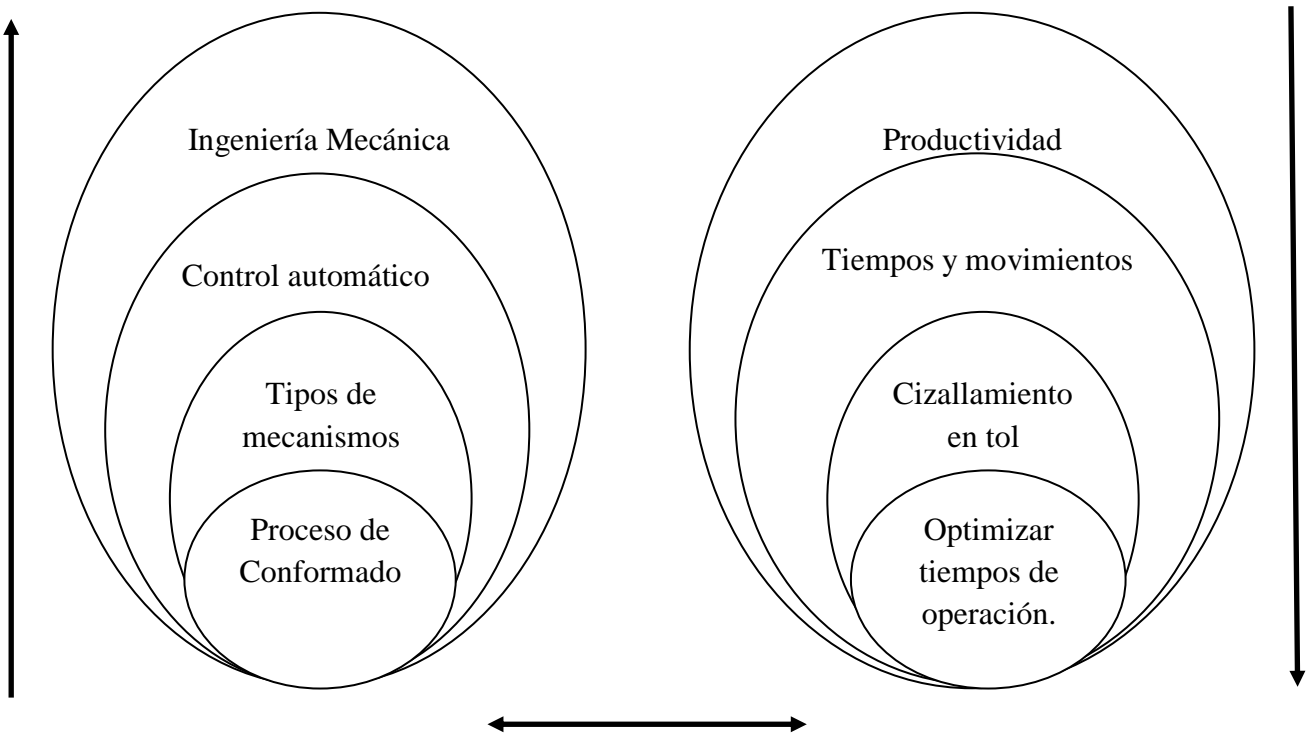 Ingeniería Mecánica
Control automático
Tipos de
mecanismos
Proceso de
Conformado
Productividad
Tiempos y movimientos
Cizallamiento
en tol
Optimizar
tiempos de
operación.